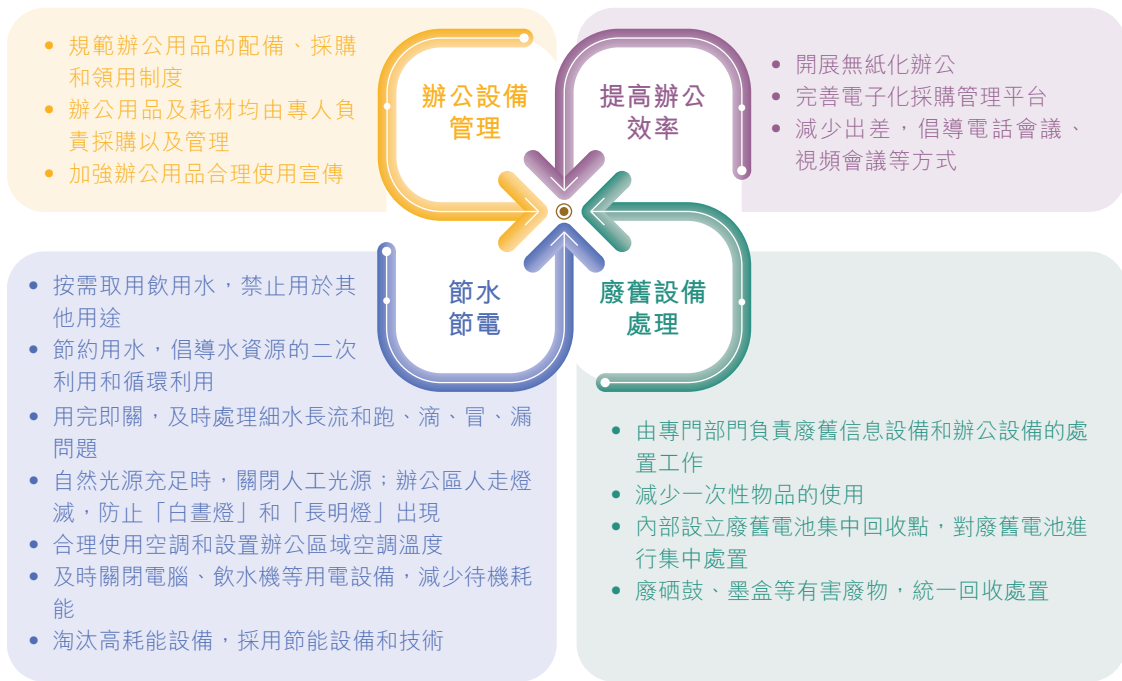 規範辦公用品的配備、採購
和領用制度
辦公用品及耗材均由專人負
責採購以及管理
加強辦公用品合理使用宣傳
辦公設備
管理
提高辦公
效率
開展無紙化辦公
完善電子化採購管理平台
減少出差，倡導電話會議、
視頻會議等方式
按需取用飲用水，禁止用於其
他用途
節約用水，倡導水資源的二次
利用和循環利用
用完即關，及時處理細水長流和跑、滴、冒、漏
問題
自然光源充足時，關閉人工光源；辦公區人走燈
滅，防止「白晝燈」和「長明燈」出現
合理使用空調和設置辦公區域空調溫度
及時關閉電腦、飲水機等用電設備，減少待機耗
能
淘汰高耗能設備，採用節能設備和技術
節水
節電
廢舊設備
處理
由專門部門負責廢舊信息設備和辦公設備的處
置工作
減少一次性物品的使用
內部設立廢舊電池集中回收點，對廢舊電池進
行集中處置
廢硒鼓、墨盒等有害廢物，統一回收處置